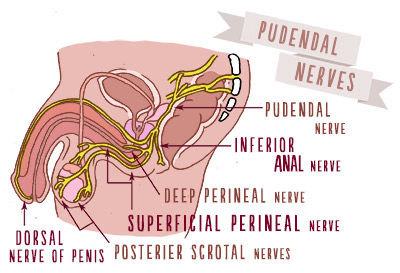 PUDENDAL
NERVES
PUDENDAL
NERVE
INFERIOR
ANAL NERVE
DEEP PERINEAL NERVE
SUPERFICIAL PERINEAL NERVE
DORSAL
NERVE OF PENIS
POSTERIER SCROTAL NERVES